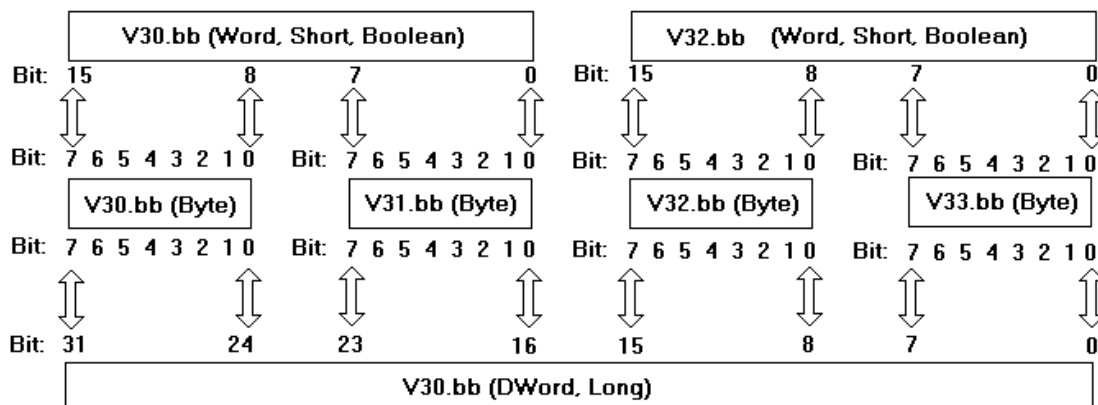 V30.bb (Word, Short, Boolean) V32.bb (Word, Short, Boolean)
Bit: 15 8 7 0 Bit: 15 8 7 0
Bit: 7 6 5 4 3 2 1 0 Bit: 7 6 5 4 3 2 1 0 Bit: 7 6 5 4 3 2 1 0 Bit: 7 6 5 4 3 2 1 0
V30.bb (Byte) V31.bb (Byte) V32.bb (Byte) V33.bb (Byte)
Bit: 7 6 5 4 3 2 1 0 Bit: 7 6 5 4 3 2 1 0 Bit: 7 6 5 4 3 2 1 0 Bit: 7 6 5 4 3 2 1 0
Bit: 31 24 23 16 15 8 7 0
V30.bb (DWord, Long)